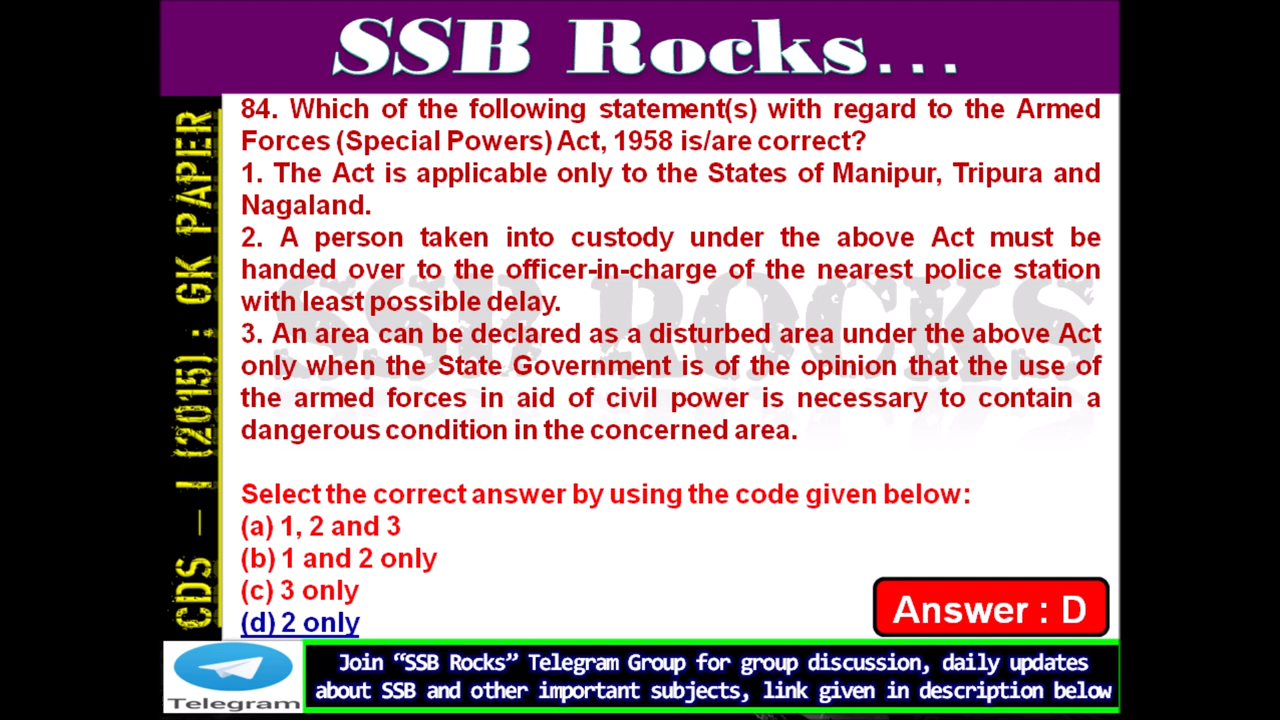 SSB Rocks...
CDS – I (2015) : GK PAPER
84. Which of the following statement(s) with regard to the Armed
Forces (Special Powers) Act, 1958 is/are correct?
1. The Act is applicable only to the States of Manipur, Tripura and
Nagaland.
2. A person taken into custody under the above Act must be
handed over to the officer-in-charge of the nearest police station
with least possible delay.
3. An area can be declared as a disturbed area under the above Act
only when the State Government is of the opinion that the use of
the armed forces in aid of civil power is necessary to contain a
dangerous condition in the concerned area.
SSB ROCKS
Select the correct answer by using the code given below:
(a) 1, 2 and 3
(b) 1 and 2 only
(c) 3 only
(d) 2 only
Answer : D
Telegram
Join “SSB Rocks” Telegram Group for group discussion, daily updates
about SSB and other important subjects, link given in description below